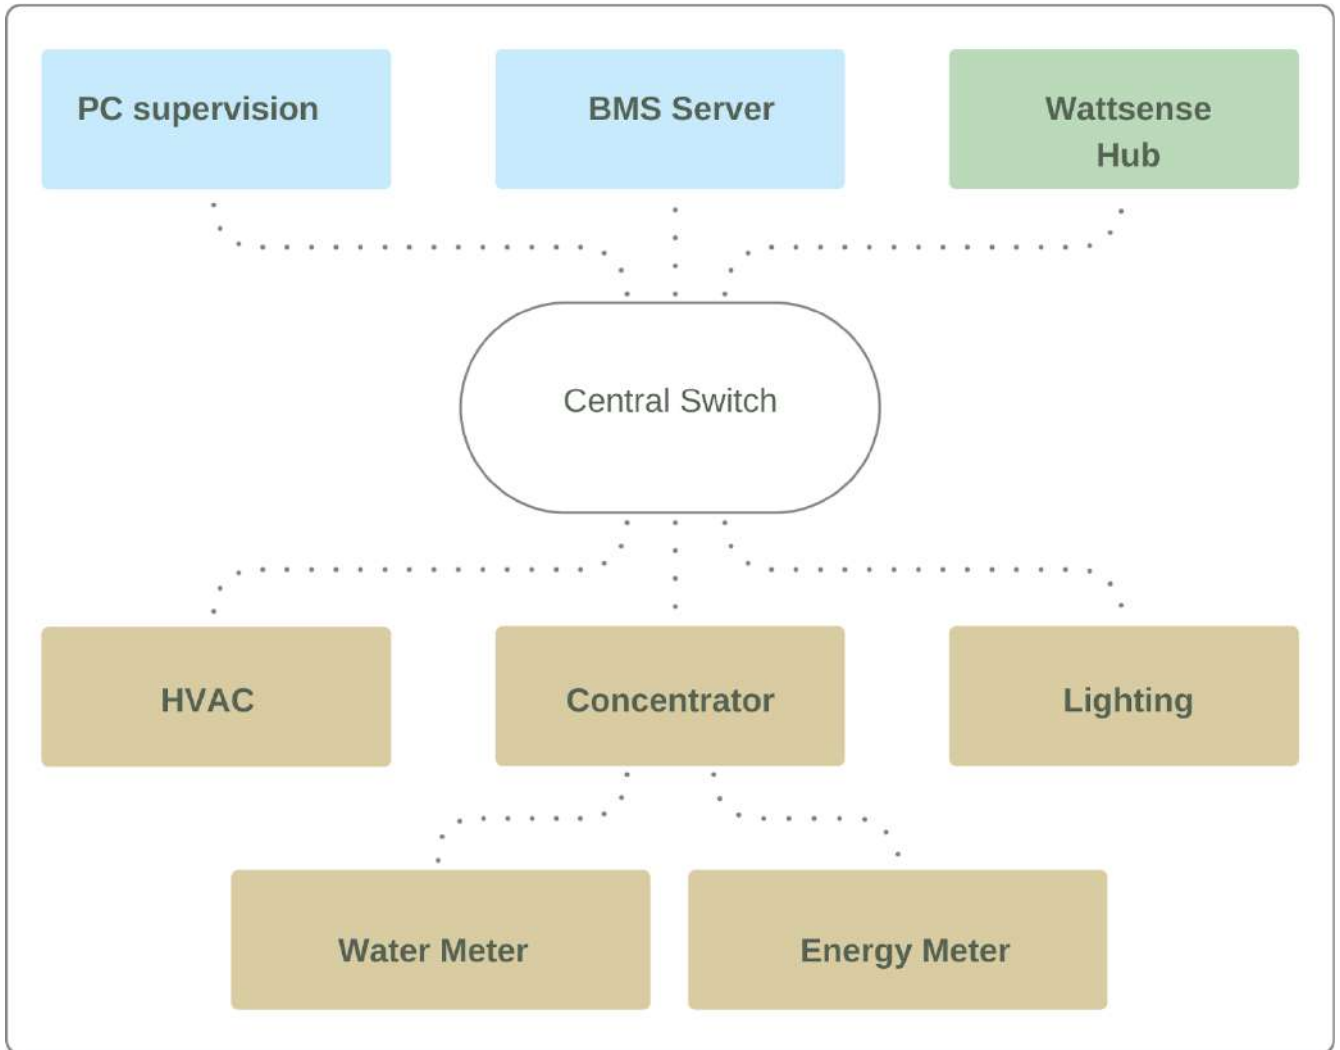 PC supervision
BMS Server
Wattsense
Hub
Central Switch
HVAC
Concentrator
Lighting
Water Meter
Energy Meter